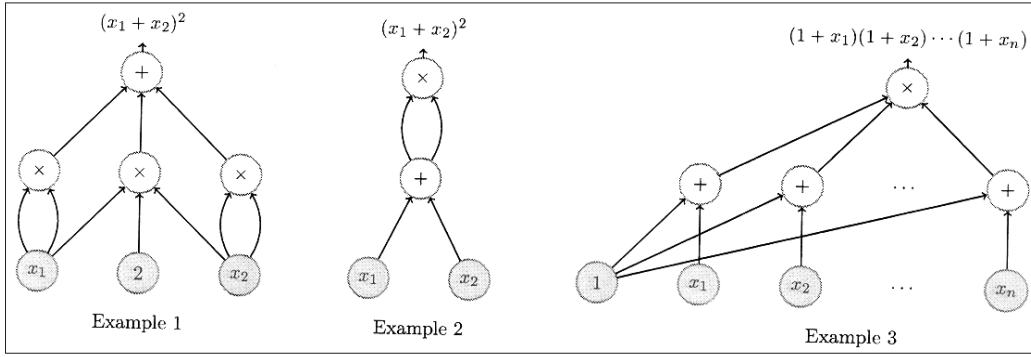 (x₁ + x₂)²
+
× × ×
x₁ 2 x₂
Example 1
(x₁ + x₂)²
×
+
x₁ x₂
Example 2
(1 + x₁)(1 + x₂) ⋯ (1 + xₙ)
×
+ + ⋯ +
1 x₁ x₂ ⋯ xₙ
Example 3